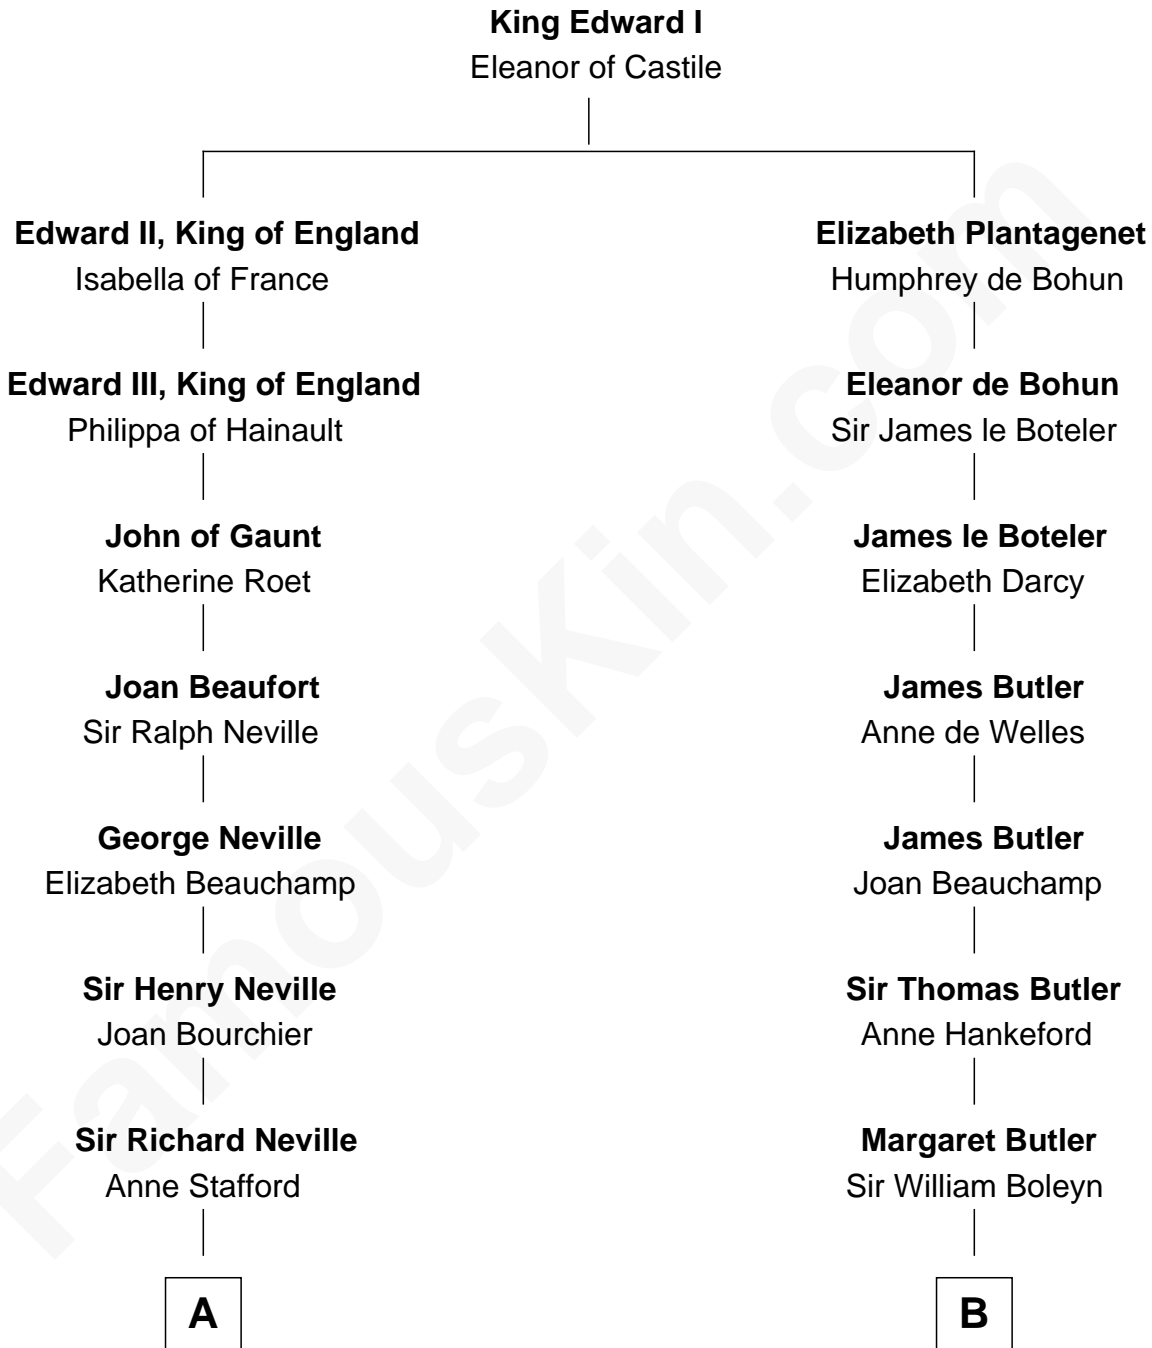 King Edward I
Eleanor of Castile
Edward II, King of England
Isabella of France
Edward III, King of England
Philippa of Hainault
John of Gaunt
Katherine Roet
Joan Beaufort
Sir Ralph Neville
George Neville
Elizabeth Beauchamp
Sir Henry Neville
Joan Bourchier
Sir Richard Neville
Anne Stafford
A
Elizabeth Plantagenet
Humphrey de Bohun
Eleanor de Bohun
Sir James le Boteler
James le Boteler
Elizabeth Darcy
James Butler
Anne de Welles
James Butler
Joan Beauchamp
Sir Thomas Butler
Anne Hankeford
Margaret Butler
Sir William Boleyn
B
FamousKin.com